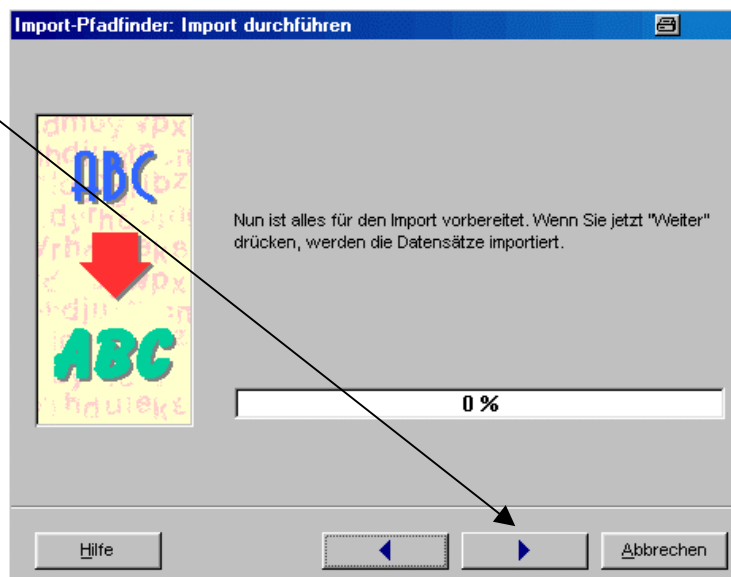 Import-Pfadfinder: Import durchführen
ABC
ABC
Nun ist alles für den Import vorbereitet. Wenn Sie jetzt "Weiter"
drücken, werden die Datensätze importiert.
0 %
Hilfe
Abbrechen